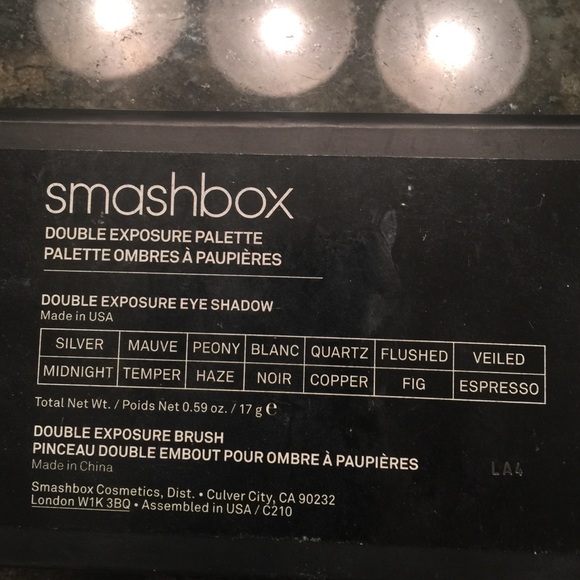 smashbox
DOUBLE EXPOSURE PALETTE
PALETTE OMBRES À PAUPIÈRES
DOUBLE EXPOSURE EYE SHADOW
Made in USA
SILVER MAUVE PEONY BLANC QUARTZ FLUSHED VEILED
MIDNIGHT TEMPER HAZE NOIR COPPER FIG ESPRESSO
Total Net Wt. / Poids Net 0.59 oz. / 17 g ℮
DOUBLE EXPOSURE BRUSH
PINCEAU DOUBLE EMBOUT POUR OMBRE À PAUPIÈRES
Made in China
LA4
Smashbox Cosmetics, Dist. • Culver City, CA 90232
London W1K 3BQ • Assembled in USA / C210